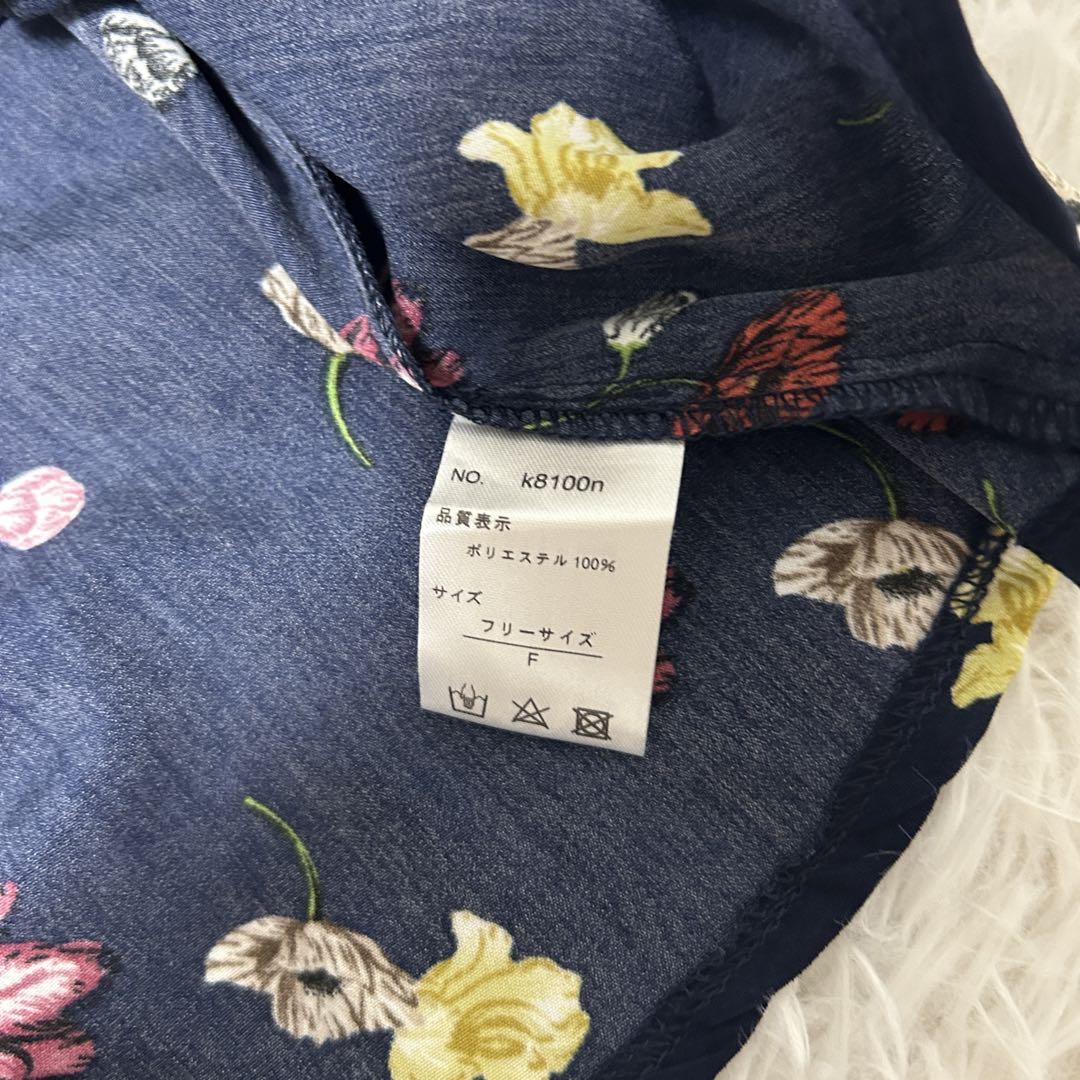 NO. k8100n
品質表示
ポリエステル 100%
サイズ
フリーサイズ
F